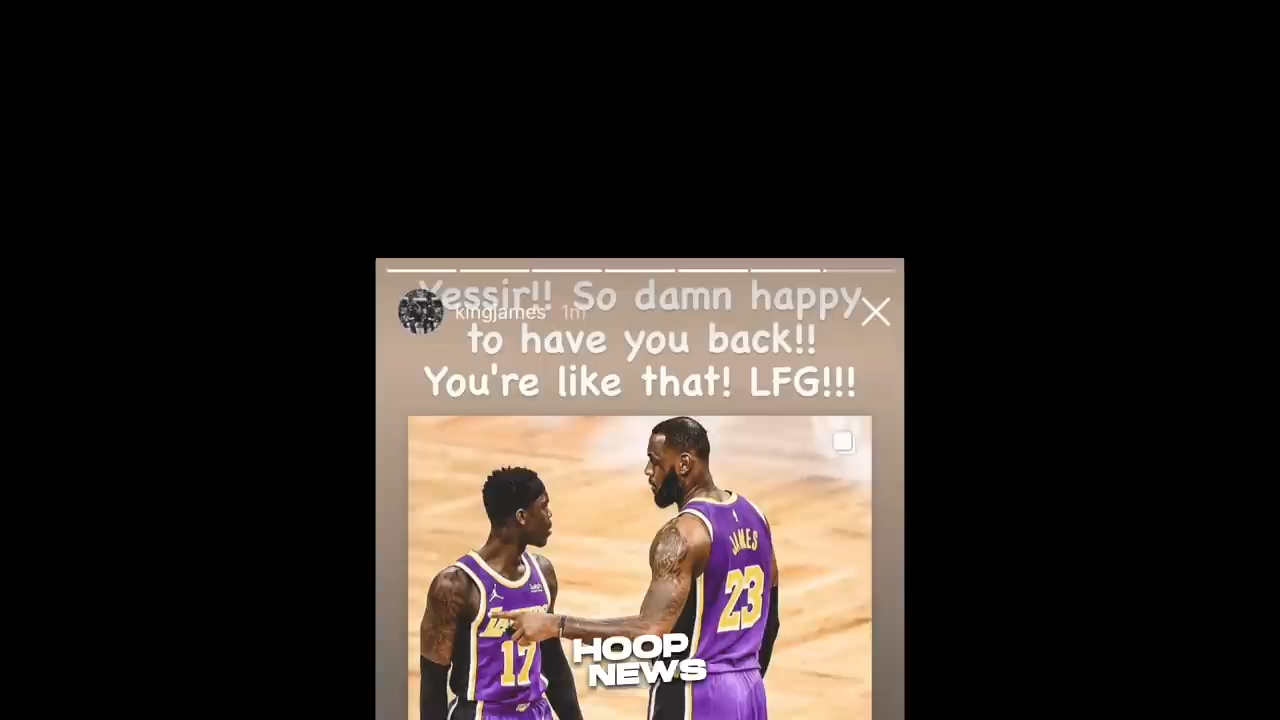 Yessir!! So damn happy
kingjames 1m
to have you back!!
You're like that! LFG!!!
JAMES
23
17
HOOP
NEWS